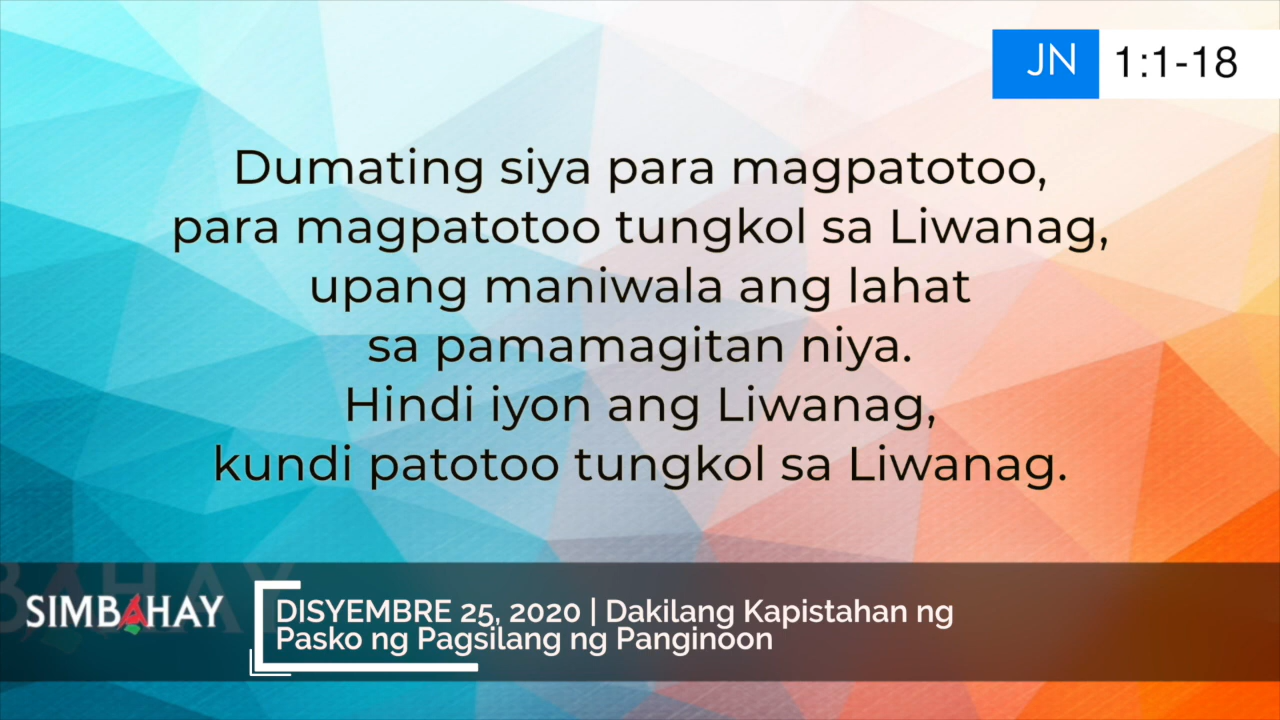 JN 1:1-18
Dumating siya para magpatotoo,
para magpatotoo tungkol sa Liwanag,
upang maniwala ang lahat
sa pamamagitan niya.
Hindi iyon ang Liwanag,
kundi patotoo tungkol sa Liwanag.
SIMBAHAY
DISYEMBRE 25, 2020 | Dakilang Kapistahan ng
Pasko ng Pagsilang ng Panginoon